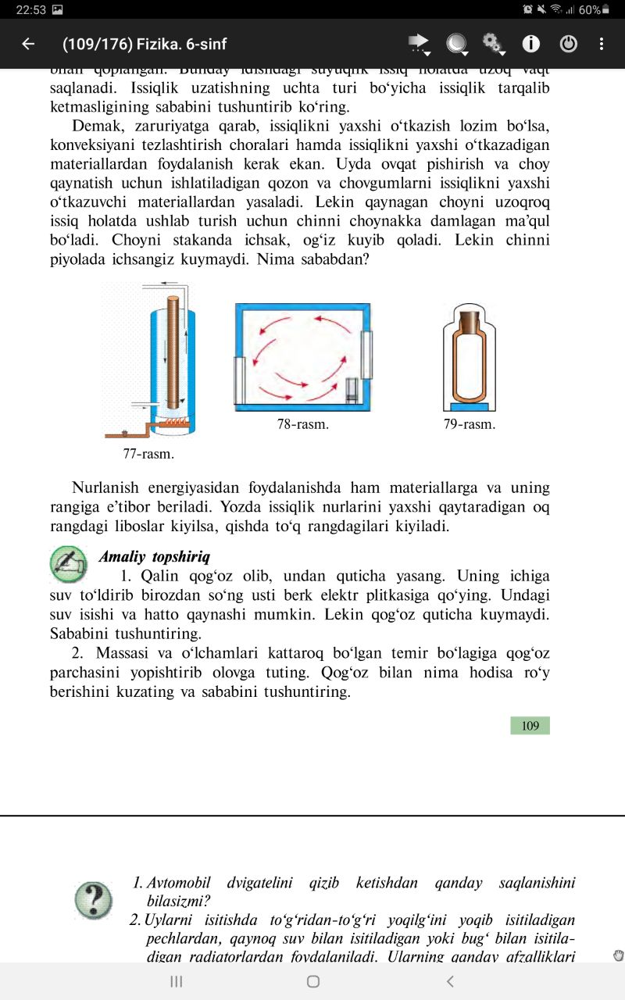 22:53
60%
(109/176) Fizika. 6-sinf
bilan qoplangan. Bunday idishdagi suyuqlik issiq holatda uzoq vaqt
saqlanadi. Issiqlik uzatishning uchta turi bo‘yicha issiqlik tarqalib
ketmasligining sababini tushuntirib ko‘ring.
Demak, zaruriyatga qarab, issiqlikni yaxshi o‘tkazish lozim bo‘lsa,
konveksiyani tezlashtirish choralari hamda issiqlikni yaxshi o‘tkazadigan
materiallardan foydalanish kerak ekan. Uyda ovqat pishirish va choy
qaynatish uchun ishlatiladigan qozon va chovgumlarni issiqlikni yaxshi
o‘tkazuvchi materiallardan yasaladi. Lekin qaynagan choyni uzoqroq
issiq holatda ushlab turish uchun chinni choynakka damlagan ma’qul
bo‘ladi. Choyni stakanda ichsak, og‘iz kuyib qoladi. Lekin chinni
piyolada ichsangiz kuymaydi. Nima sababdan?
77-rasm.
78-rasm.
79-rasm.
Nurlanish energiyasidan foydalanishda ham materiallarga va uning
rangiga e’tibor beriladi. Yozda issiqlik nurlarini yaxshi qaytaradigan oq
rangdagi liboslar kiyilsa, qishda to‘q rangdagilari kiyiladi.
Amaliy topshiriq
1. Qalin qog‘oz olib, undan quticha yasang. Uning ichiga
suv to‘ldirib birozdan so‘ng usti berk elektr plitkasiga qo‘ying. Undagi
suv isishi va hatto qaynashi mumkin. Lekin qog‘oz quticha kuymaydi.
Sababini tushuntiring.
2. Massasi va o‘lchamlari kattaroq bo‘lgan temir bo‘lagiga qog‘oz
parchasini yopishtirib olovga tuting. Qog‘oz bilan nima hodisa ro‘y
berishini kuzating va sababini tushuntiring.
109
?
1. Avtomobil dvigatelini qizib ketishdan qanday saqlanishini
bilasizmi?
2. Uylarni isitishda to‘g‘ridan-to‘g‘ri yoqilg‘ini yoqib isitiladigan
pechlardan, qaynoq suv bilan isitiladigan yoki bug‘ bilan isitila-
digan radiatorlardan foydalaniladi. Ularning qanday afzalliklari